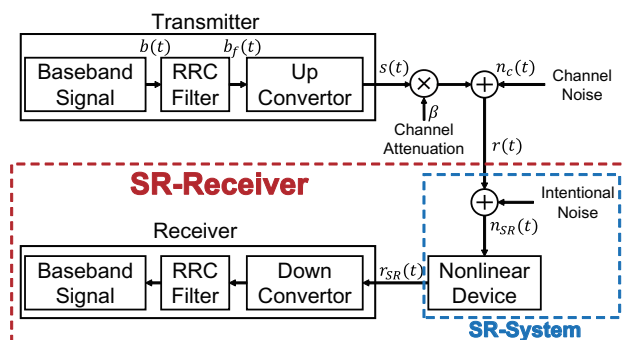 Transmitter
b(t)
b_f(t)
Baseband
Signal
RRC
Filter
Up
Convertor
s(t)
×
β
Channel
Attenuation
+
n_c(t)
Channel
Noise
r(t)
SR-Receiver
+
Intentional
Noise
n_SR(t)
Receiver
Baseband
Signal
RRC
Filter
Down
Convertor
r_SR(t)
Nonlinear
Device
SR-System